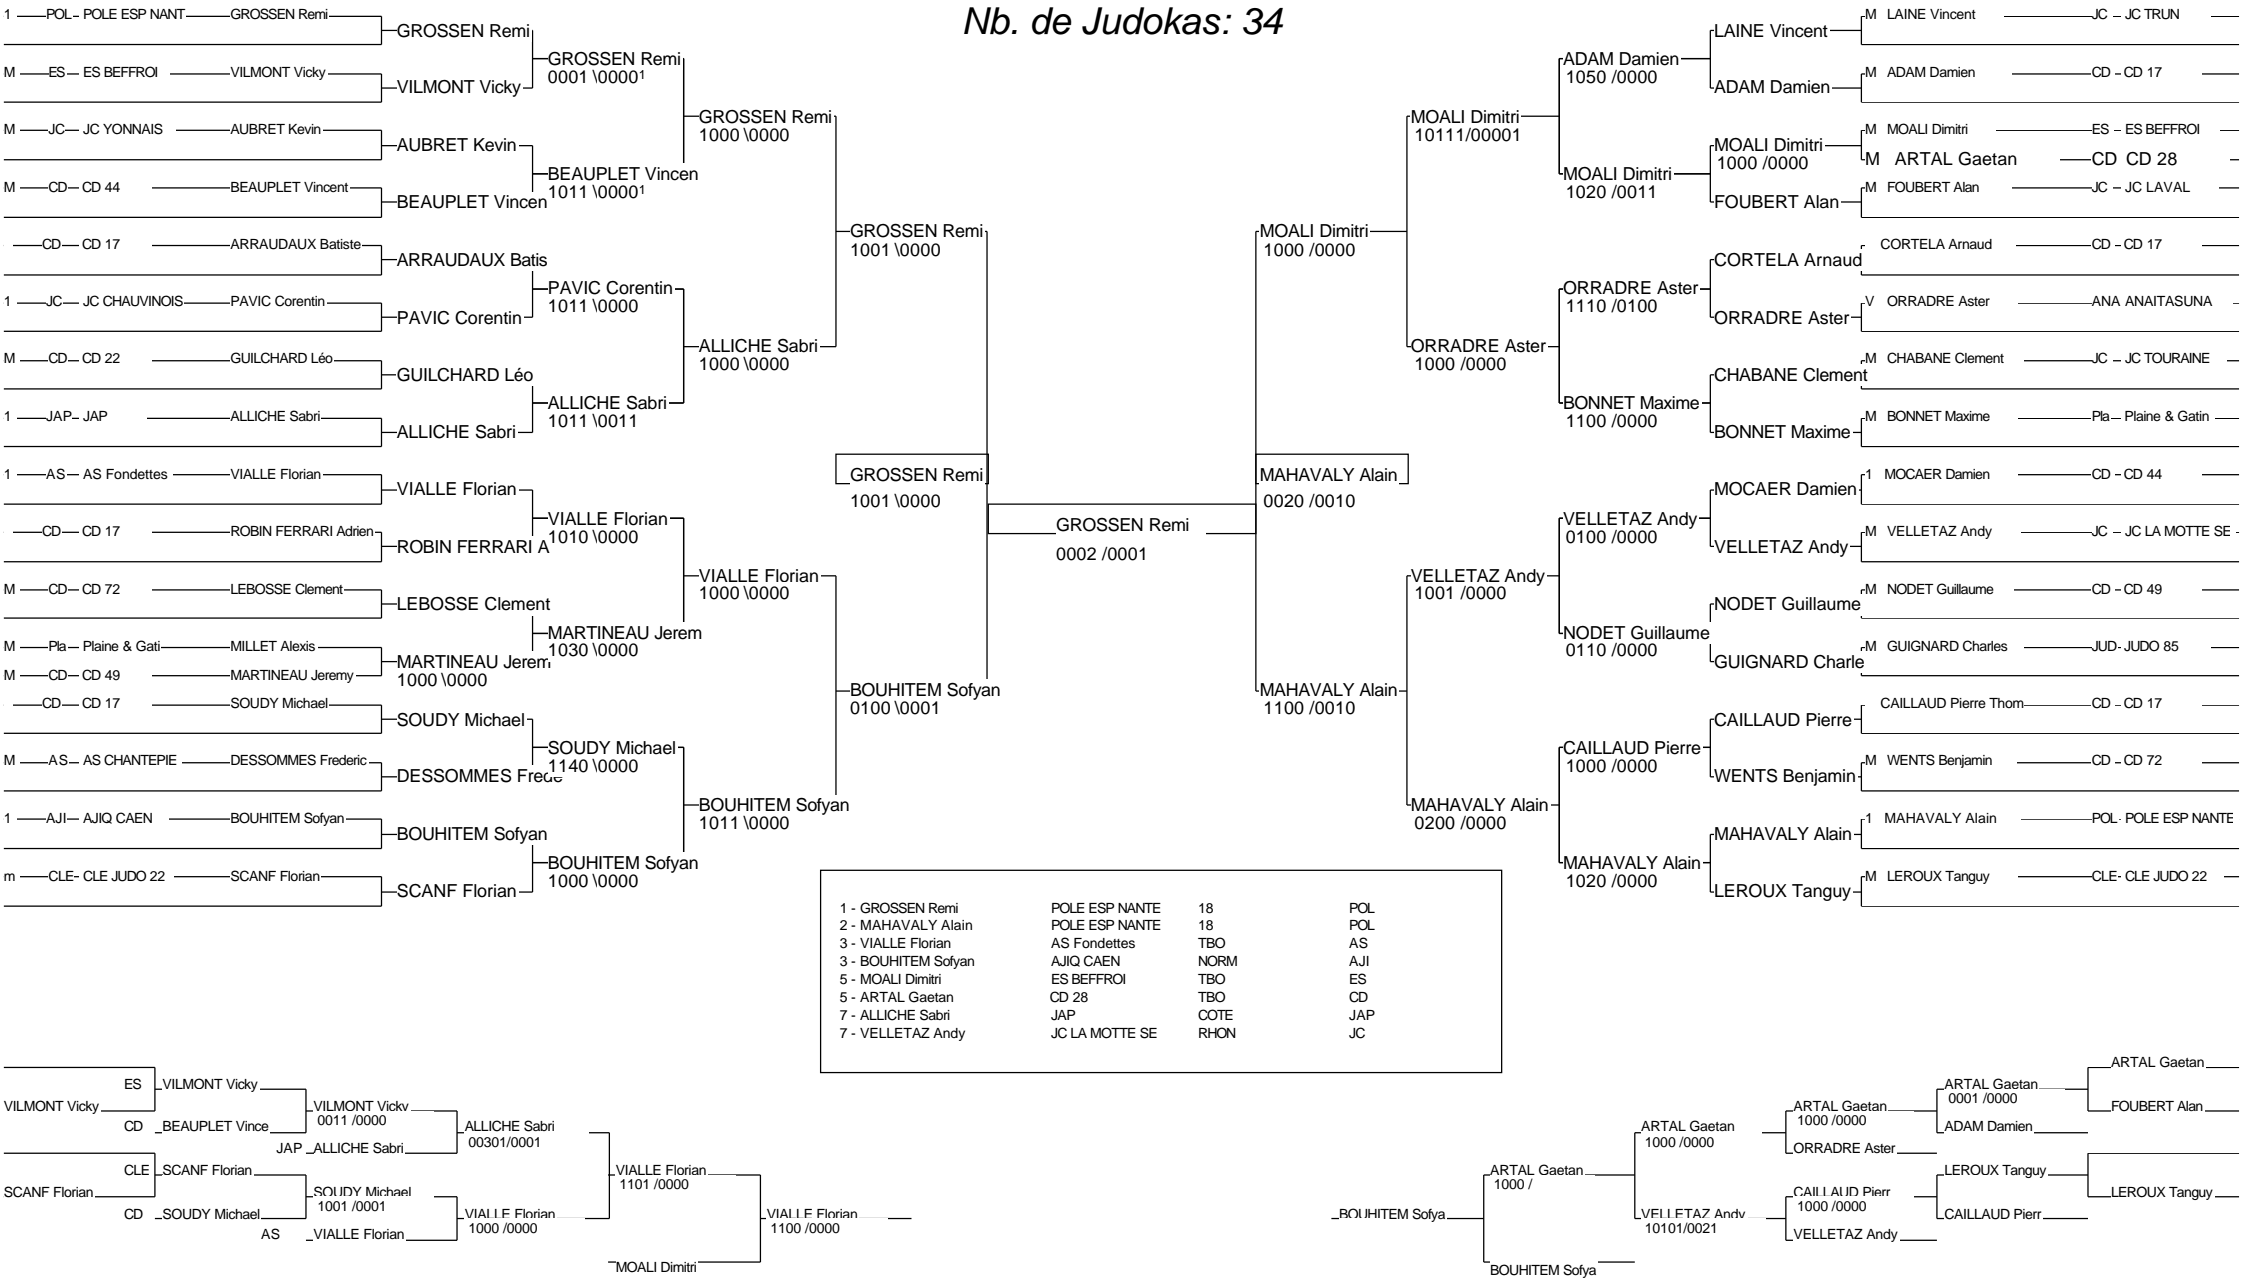 Nb. de Judokas: 34
1 POL- POLE ESP NANT GROSSEN Remi
M ES ES BEFFROI VILMONT Vicky
M JC JC YONNAIS AUBRET Kevin
M CD CD 44 BEAUPLET Vincent
CD CD 17 ARRAUDAUX Batiste
1 JC JC CHAUVINOIS PAVIC Corentin
M CD CD 22 GUILCHARD Léo
1 JAP JAP ALLICHE Sabri
1 AS AS Fondettes VIALLE Florian
CD CD 17 ROBIN FERRARI Adrien
M CD CD 72 LEBOSSE Clement
M Pla Plaine & Gati MILLET Alexis
M CD CD 49 MARTINEAU Jeremy
CD CD 17 SOUDY Michael
M AS AS CHANTEPIE DESSOMMES Frederic
1 AJI AJIQ CAEN BOUHITEM Sofyan
m CLE- CLE JUDO 22 SCANF Florian
GROSSEN Remi
VILMONT Vicky
AUBRET Kevin
BEAUPLET Vincen
ARRAUDAUX Batis
PAVIC Corentin
GUILCHARD Léo
ALLICHE Sabri
VIALLE Florian
ROBIN FERRARI A
LEBOSSE Clement
MARTINEAU Jerem
1000 \0000
SOUDY Michael
DESSOMMES Frede
BOUHITEM Sofyan
SCANF Florian
GROSSEN Remi
0001 \00001
BEAUPLET Vincen
1011 \00001
PAVIC Corentin
1011 \0000
ALLICHE Sabri
1011 \0011
VIALLE Florian
1010 \0000
MARTINEAU Jerem
1030 \0000
SOUDY Michael
1140 \0000
BOUHITEM Sofyan
1000 \0000
GROSSEN Remi
1000 \0000
ALLICHE Sabri
1000 \0000
VIALLE Florian
1000 \0000
BOUHITEM Sofyan
1011 \0000
GROSSEN Remi
1001 \0000
BOUHITEM Sofyan
0100 \0001
GROSSEN Remi
1001 \0000
GROSSEN Remi
0002 /0001
MAHAVALY Alain
0020 /0010
MOALI Dimitri
1000 /0000
MAHAVALY Alain
1100 /0010
MOALI Dimitri
10111/00001
ORRADRE Aster
1000 /0000
VELLETAZ Andy
1001 /0000
MAHAVALY Alain
0200 /0000
ADAM Damien
1050 /0000
MOALI Dimitri
1020 /0011
ORRADRE Aster
1110 /0100
BONNET Maxime
1100 /0000
VELLETAZ Andy
0100 /0000
NODET Guillaume
0110 /0000
CAILLAUD Pierre
1000 /0000
MAHAVALY Alain
1020 /0000
LAINE Vincent
ADAM Damien
MOALI Dimitri
1000 /0000
FOUBERT Alan
CORTELA Arnaud
ORRADRE Aster
CHABANE Clement
BONNET Maxime
MOCAER Damien
VELLETAZ Andy
NODET Guillaume
GUIGNARD Charle
CAILLAUD Pierre
WENTS Benjamin
MAHAVALY Alain
LEROUX Tanguy
M LAINE Vincent JC - JC TRUN
M ADAM Damien CD - CD 17
M MOALI Dimitri ES - ES BEFFROI
M ARTAL Gaetan CD CD 28
M FOUBERT Alan JC - JC LAVAL
CORTELA Arnaud CD - CD 17
V ORRADRE Aster ANA ANAITASUNA
M CHABANE Clement JC - JC TOURAINE
M BONNET Maxime Pla Plaine & Gatin
1 MOCAER Damien CD - CD 44
M VELLETAZ Andy JC - JC LA MOTTE SE
M NODET Guillaume CD - CD 49
M GUIGNARD Charles JUD- JUDO 85
CAILLAUD Pierre Thom CD - CD 17
M WENTS Benjamin CD - CD 72
1 MAHAVALY Alain POL- POLE ESP NANTE
M LEROUX Tanguy CLE- CLE JUDO 22
1 - GROSSEN Remi POLE ESP NANTE 18 POL
2 - MAHAVALY Alain POLE ESP NANTE 18 POL
3 - VIALLE Florian AS Fondettes TBO AS
3 - BOUHITEM Sofyan AJIQ CAEN NORM AJI
5 - MOALI Dimitri ES BEFFROI TBO ES
5 - ARTAL Gaetan CD 28 TBO CD
7 - ALLICHE Sabri JAP COTE JAP
7 - VELLETAZ Andy JC LA MOTTE SE RHON JC
VILMONT Vicky
SCANF Florian
ES VILMONT Vicky
CD BEAUPLET Vince
CLE SCANF Florian
CD SOUDY Michael
VILMONT Vicky
0011 /0000
JAP ALLICHE Sabri
SOUDY Michael
1001 /0001
AS VIALLE Florian
ALLICHE Sabri
00301/0001
VIALLE Florian
1000 /0000
VIALLE Florian
1101 /0000
MOALI Dimitri
VIALLE Florian
1100 /0000
BOUHITEM Sofya
ARTAL Gaetan
1000 /
BOUHITEM Sofya
ARTAL Gaetan
1000 /0000
VELLETAZ Andy
10101/0021
ARTAL Gaetan
1000 /0000
ORRADRE Aster
CAILLAUD Pierr
1000 /0000
VELLETAZ Andy
ARTAL Gaetan
0001 /0000
ADAM Damien
LEROUX Tanguy
CAILLAUD Pierr
ARTAL Gaetan
FOUBERT Alan
LEROUX Tanguy